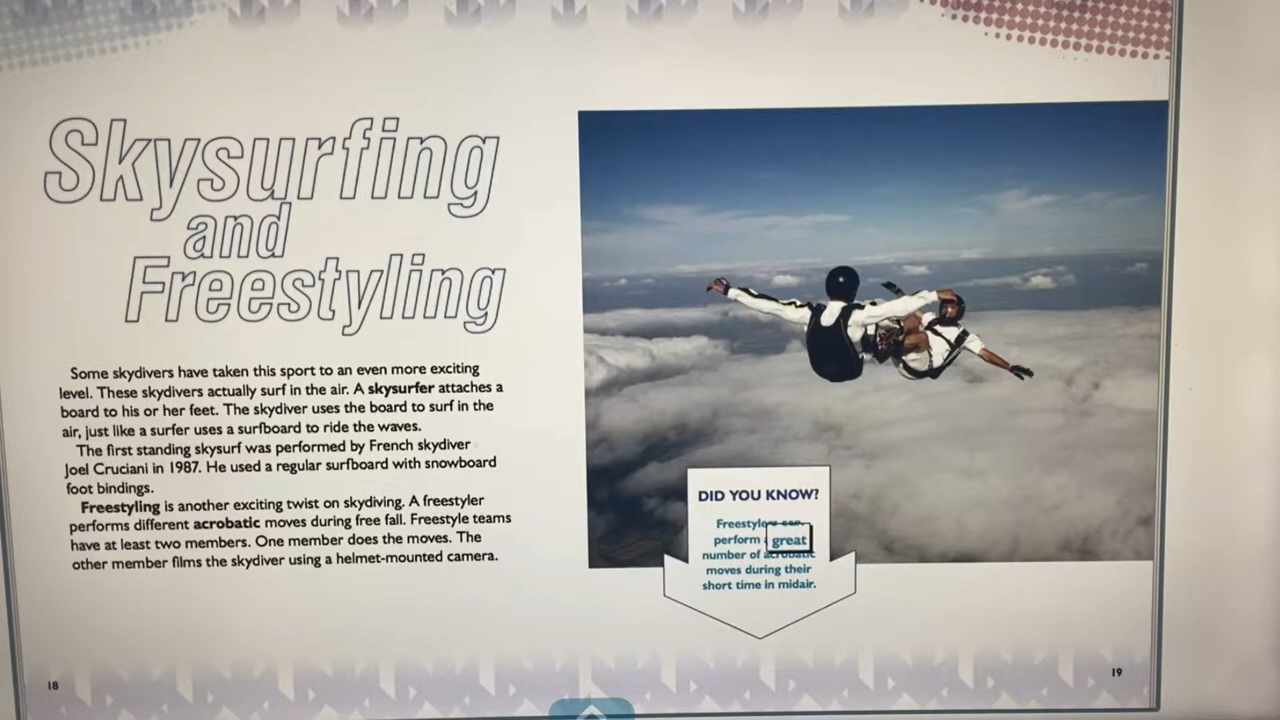 Skysurfing
and
Freestyling
Some skydivers have taken this sport to an even more exciting
level. These skydivers actually surf in the air. A skysurfer attaches a
board to his or her feet. The skydiver uses the board to surf in the
air, just like a surfer uses a surfboard to ride the waves.
The first standing skysurf was performed by French skydiver
Joel Cruciani in 1987. He used a regular surfboard with snowboard
foot bindings.
Freestyling is another exciting twist on skydiving. A freestyler
performs different acrobatic moves during free fall. Freestyle teams
have at least two members. One member does the moves. The
other member films the skydiver using a helmet-mounted camera.
18
DID YOU KNOW?
perform great
number of acrobatic
moves during their
short time in midair.
19